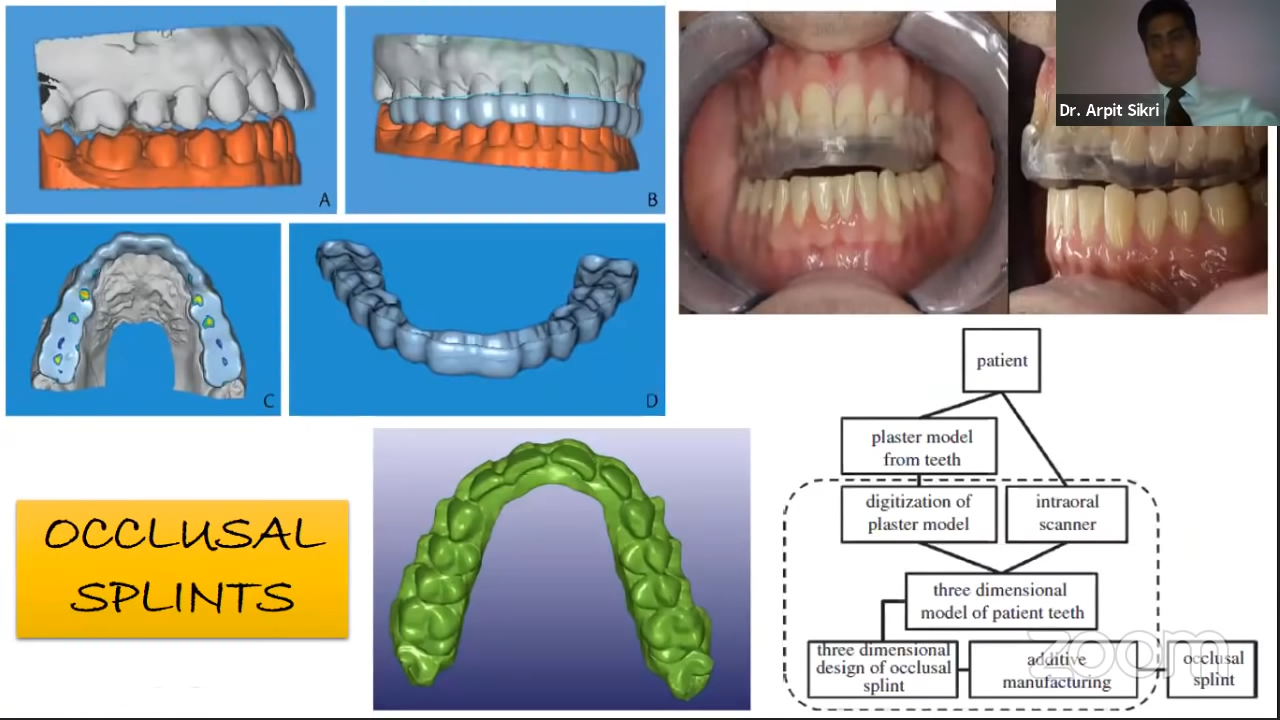 CI
A
B
Dr. Arpit Sikri
C
D
OCCLUSAL
SPLINTS
patient
plaster model
from teeth
digitization of
plaster model
intraoral
scanner
three dimensional
model of patient teeth
three dimensional
design of occlusal
splint
additive
manufacturing
occlusal
splint
zoom